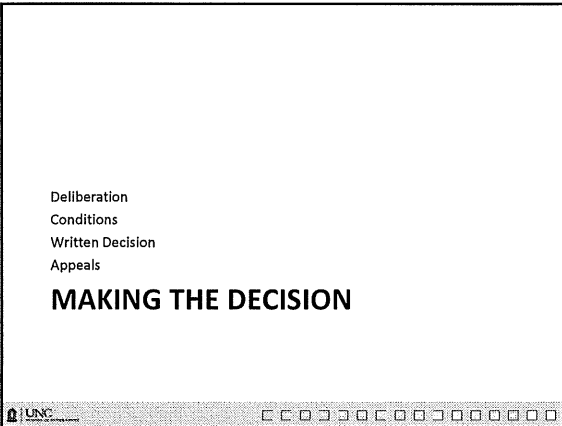 Deliberation
Conditions
Written Decision
Appeals
MAKING THE DECISION
UNC